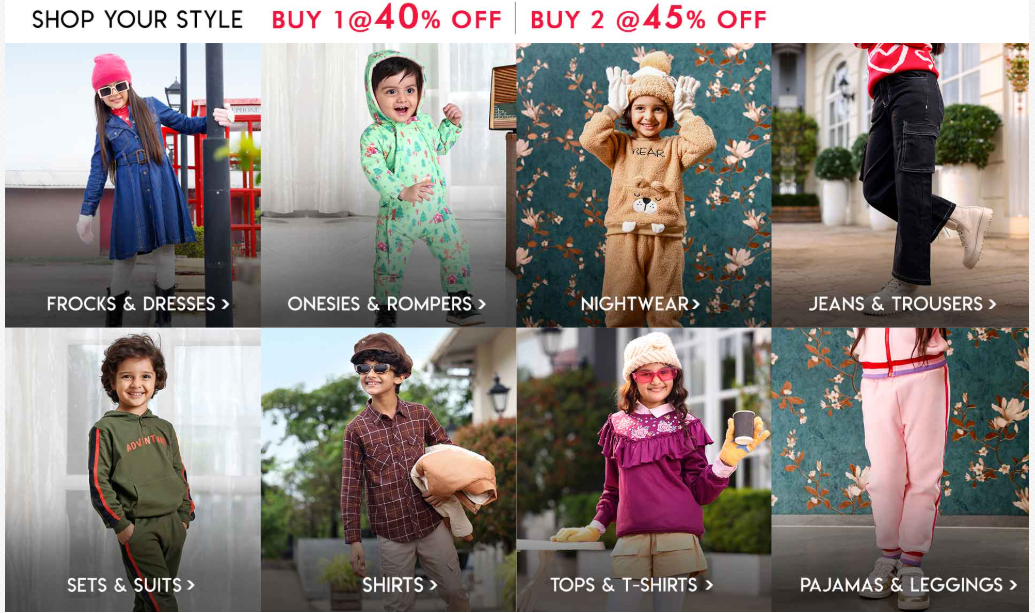 SHOP YOUR STYLE BUY 1@40% OFF | BUY 2 @45% OFF
BEAR
FROCKS & DRESSES >
ONESIES & ROMPERS >
NIGHTWEAR >
JEANS & TROUSERS >
SETS & SUITS >
SHIRTS >
TOPS & T-SHIRTS >
PAJAMAS & LEGGINGS >